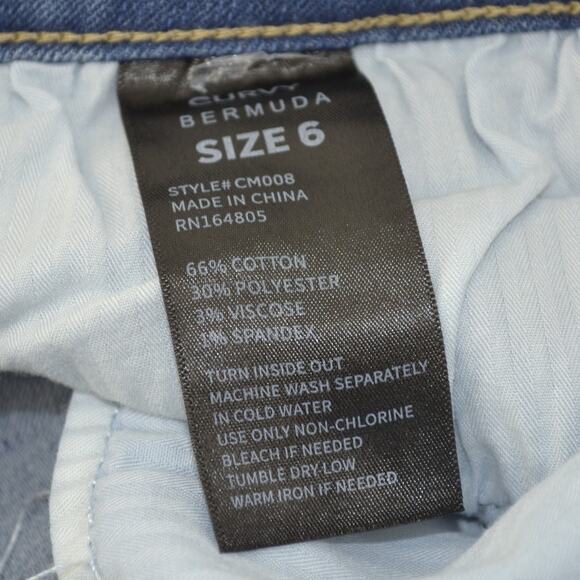 CURVY
BERMUDA
SIZE 6
STYLE# CM008
MADE IN CHINA
RN164805
66% COTTON
30% POLYESTER
3% VISCOSE
1% SPANDEX
TURN INSIDE OUT
MACHINE WASH SEPARATELY
IN COLD WATER
USE ONLY NON-CHLORINE
BLEACH IF NEEDED
TUMBLE DRY LOW
WARM IRON IF NEEDED